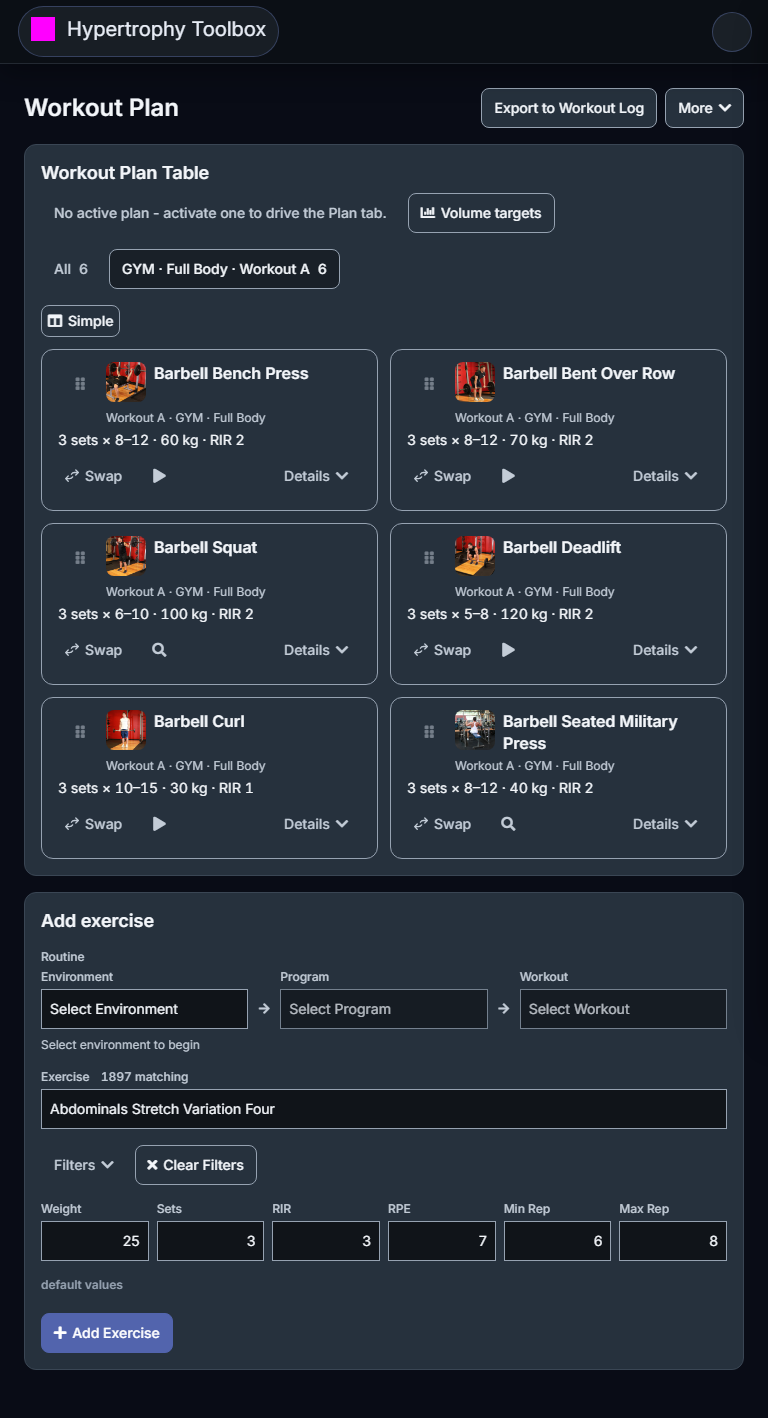 Hypertrophy Toolbox
Workout Plan
Export to Workout Log
More
Workout Plan Table
No active plan - activate one to drive the Plan tab.
Volume targets
All 6
GYM · Full Body · Workout A 6
Simple
Barbell Bench Press
Workout A · GYM · Full Body
3 sets × 8–12 · 60 kg · RIR 2
Swap
Details
Barbell Bent Over Row
Workout A · GYM · Full Body
3 sets × 8–12 · 70 kg · RIR 2
Swap
Details
Barbell Squat
Workout A · GYM · Full Body
3 sets × 6–10 · 100 kg · RIR 2
Swap
Details
Barbell Deadlift
Workout A · GYM · Full Body
3 sets × 5–8 · 120 kg · RIR 2
Swap
Details
Barbell Curl
Workout A · GYM · Full Body
3 sets × 10–15 · 30 kg · RIR 1
Swap
Details
Barbell Seated Military
Press
Workout A · GYM · Full Body
3 sets × 8–12 · 40 kg · RIR 2
Swap
Details
Add exercise
Routine
Environment
Select Environment
Program
Select Program
Workout
Select Workout
Select environment to begin
Exercise 1897 matching
Abdominals Stretch Variation Four
Filters
Clear Filters
Weight
25
Sets
3
RIR
3
RPE
7
Min Rep
6
Max Rep
8
default values
Add Exercise